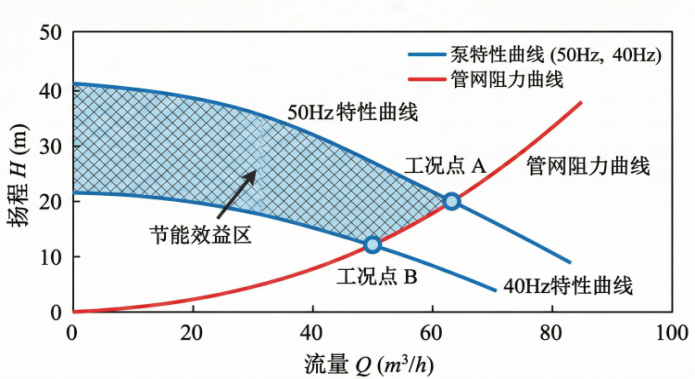 50
40
30
20
10
0
扬程 H (m)
泵特性曲线 (50Hz, 40Hz)
管网阻力曲线
50Hz特性曲线
工况点 A
管网阻力曲线
节能效益区
工况点 B
40Hz特性曲线
0
20
40
60
80
100
流量 Q (m³/h)